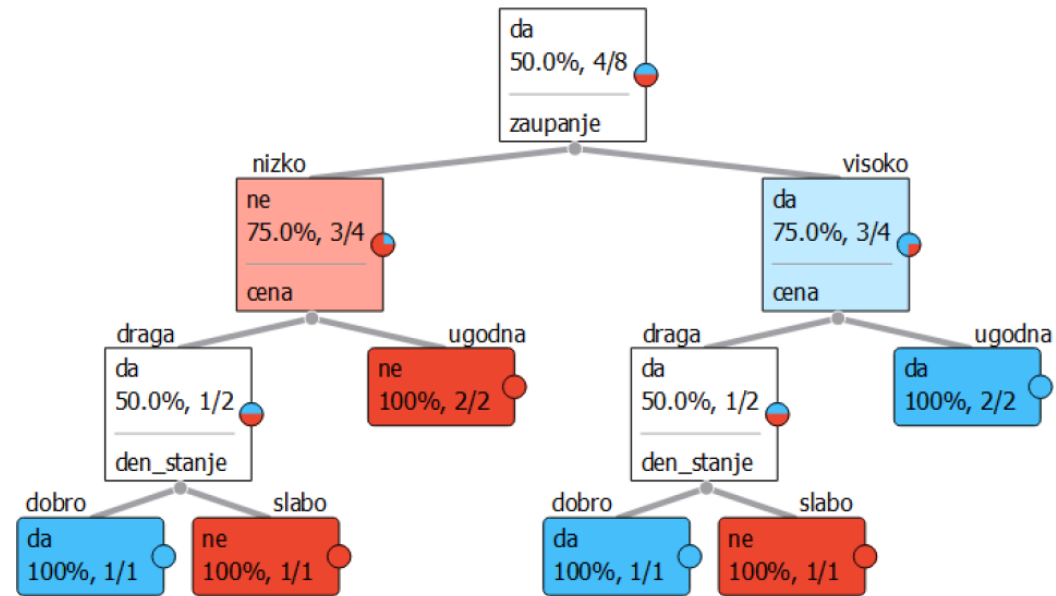 da
50.0%, 4/8
zaupanje
nizko
visoko
ne
75.0%, 3/4
cena
da
75.0%, 3/4
cena
draga
ugodna
draga
ugodna
da
50.0%, 1/2
den_stanje
ne
100%, 2/2
da
50.0%, 1/2
den_stanje
da
100%, 2/2
dobro
slabo
dobro
slabo
da
100%, 1/1
ne
100%, 1/1
da
100%, 1/1
ne
100%, 1/1